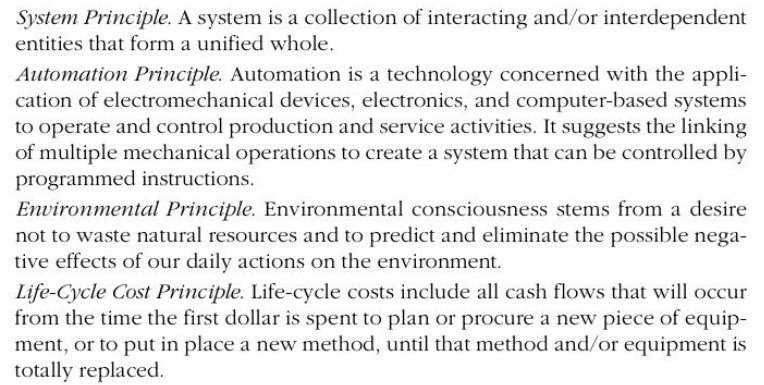 System Principle. A system is a collection of interacting and/or interdependent
entities that form a unified whole.
Automation Principle. Automation is a technology concerned with the appli-
cation of electromechanical devices, electronics, and computer-based systems
to operate and control production and service activities. It suggests the linking
of multiple mechanical operations to create a system that can be controlled by
programmed instructions.
Environmental Principle. Environmental consciousness stems from a desire
not to waste natural resources and to predict and eliminate the possible nega-
tive effects of our daily actions on the environment.
Life-Cycle Cost Principle. Life-cycle costs include all cash flows that will occur
from the time the first dollar is spent to plan or procure a new piece of equip-
ment, or to put in place a new method, until that method and/or equipment is
totally replaced.